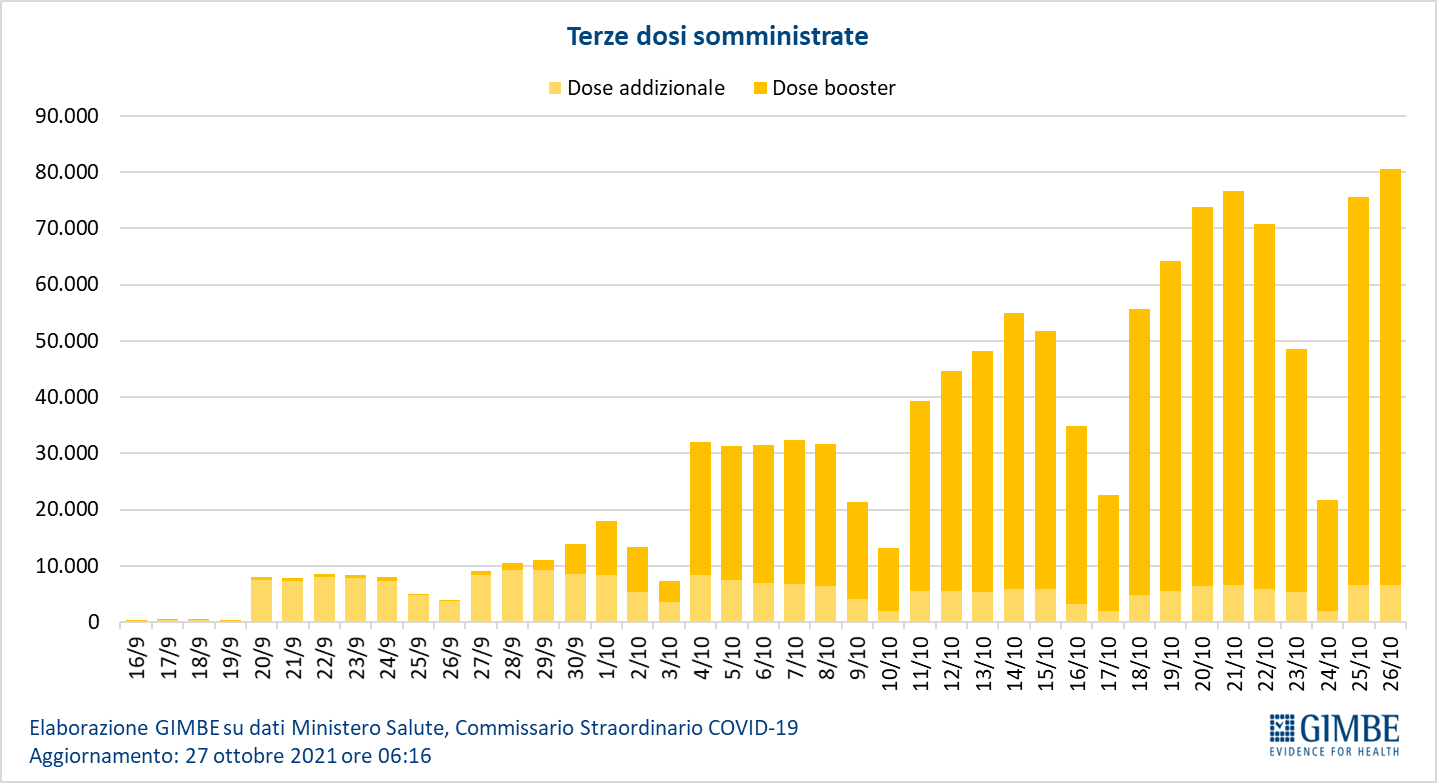 Terze dosi somministrate
Dose addizionale Dose booster
90.000
80.000
70.000
60.000
50.000
40.000
30.000
20.000
10.000
0
16/9 17/9 18/9 19/9 20/9 21/9 22/9 23/9 24/9 25/9 26/9 27/9 28/9 29/9 30/9 1/10 2/10 3/10 4/10 5/10 6/10 7/10 8/10 9/10 10/10 11/10 12/10 13/10 14/10 15/10 16/10 17/10 18/10 19/10 20/10 21/10 22/10 23/10 24/10 25/10 26/10
Elaborazione GIMBE su dati Ministero Salute, Commissario Straordinario COVID-19
Aggiornamento: 27 ottobre 2021 ore 06:16
GIMBE
EVIDENCE FOR HEALTH